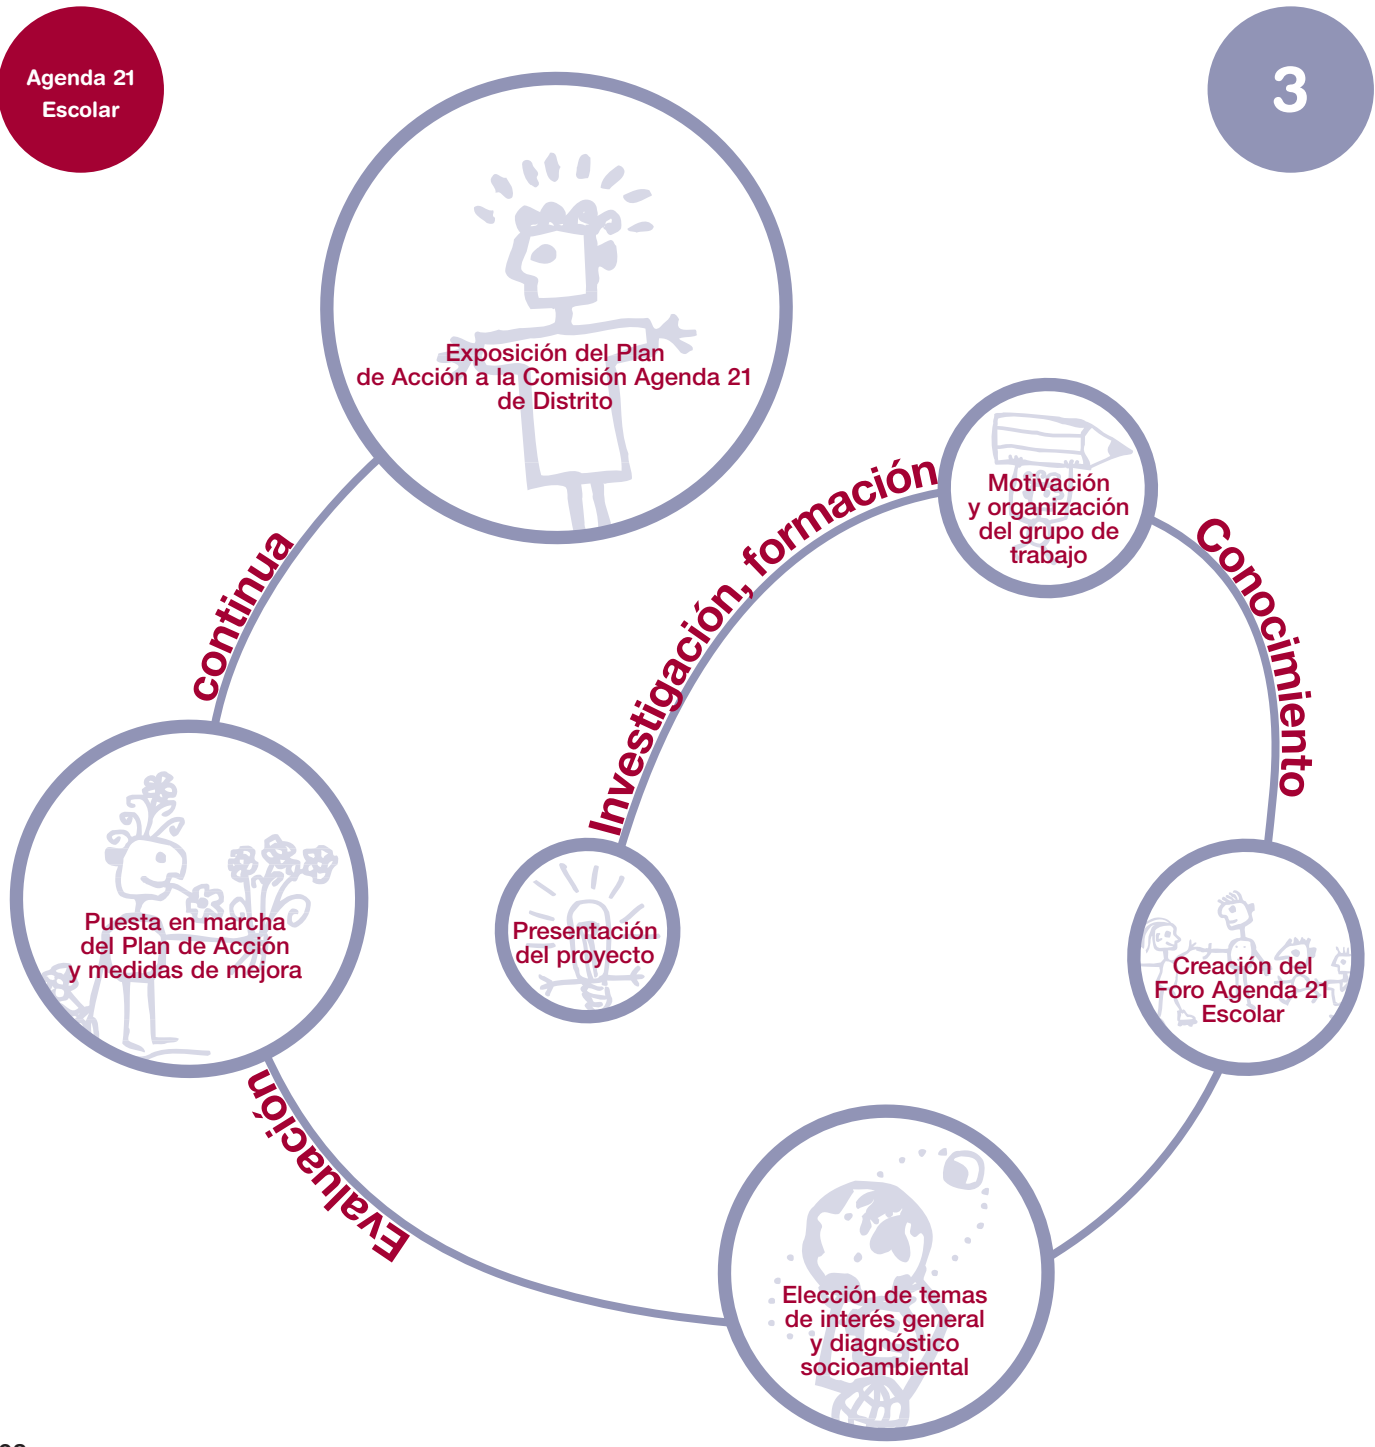 Agenda 21
Escolar
3
Exposición del Plan
de Acción a la Comisión Agenda 21
de Distrito
Motivación
y organización
del grupo de
trabajo
Investigación, formación
Conocimiento
continua
Presentación
del proyecto
Puesta en marcha
del Plan de Acción
y medidas de mejora
Creación del
Foro Agenda 21
Escolar
Evaluación
Elección de temas
de interés general
y diagnóstico
socioambiental